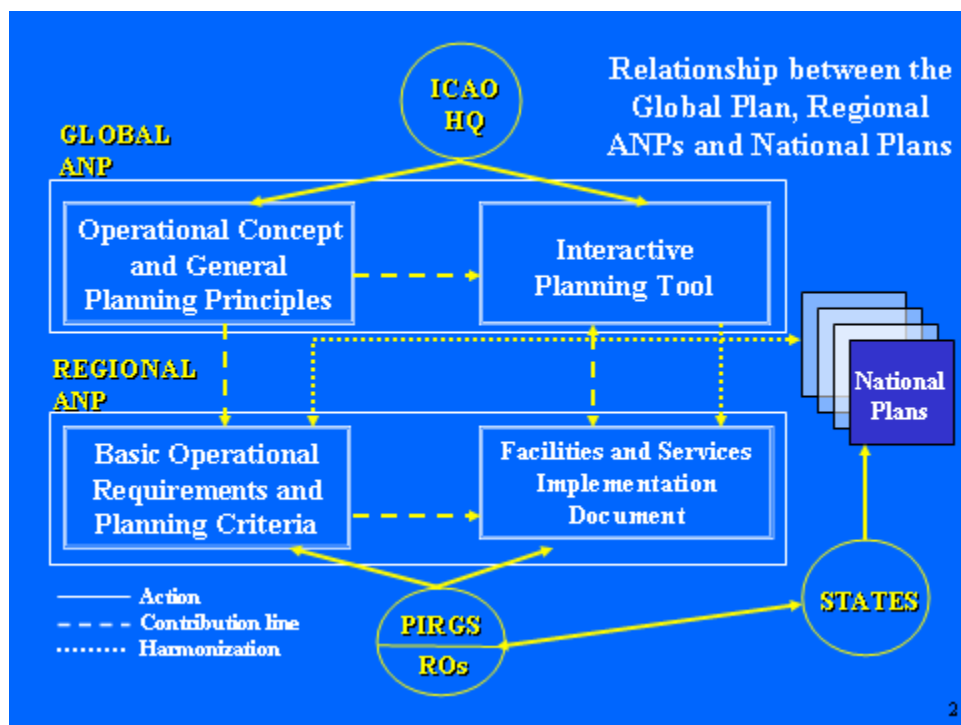 Relationship between the
Global Plan, Regional
ANPs and National Plans
ICAO
HQ
GLOBAL
ANP
Operational Concept
and General
Planning Principles
Interactive
Planning Tool
REGIONAL
ANP
National
Plans
Basic Operational
Requirements and
Planning Criteria
Facilities and Services
Implementation
Document
Action
Contribution line
Harmonization
PIRGS
ROs
STATES
2